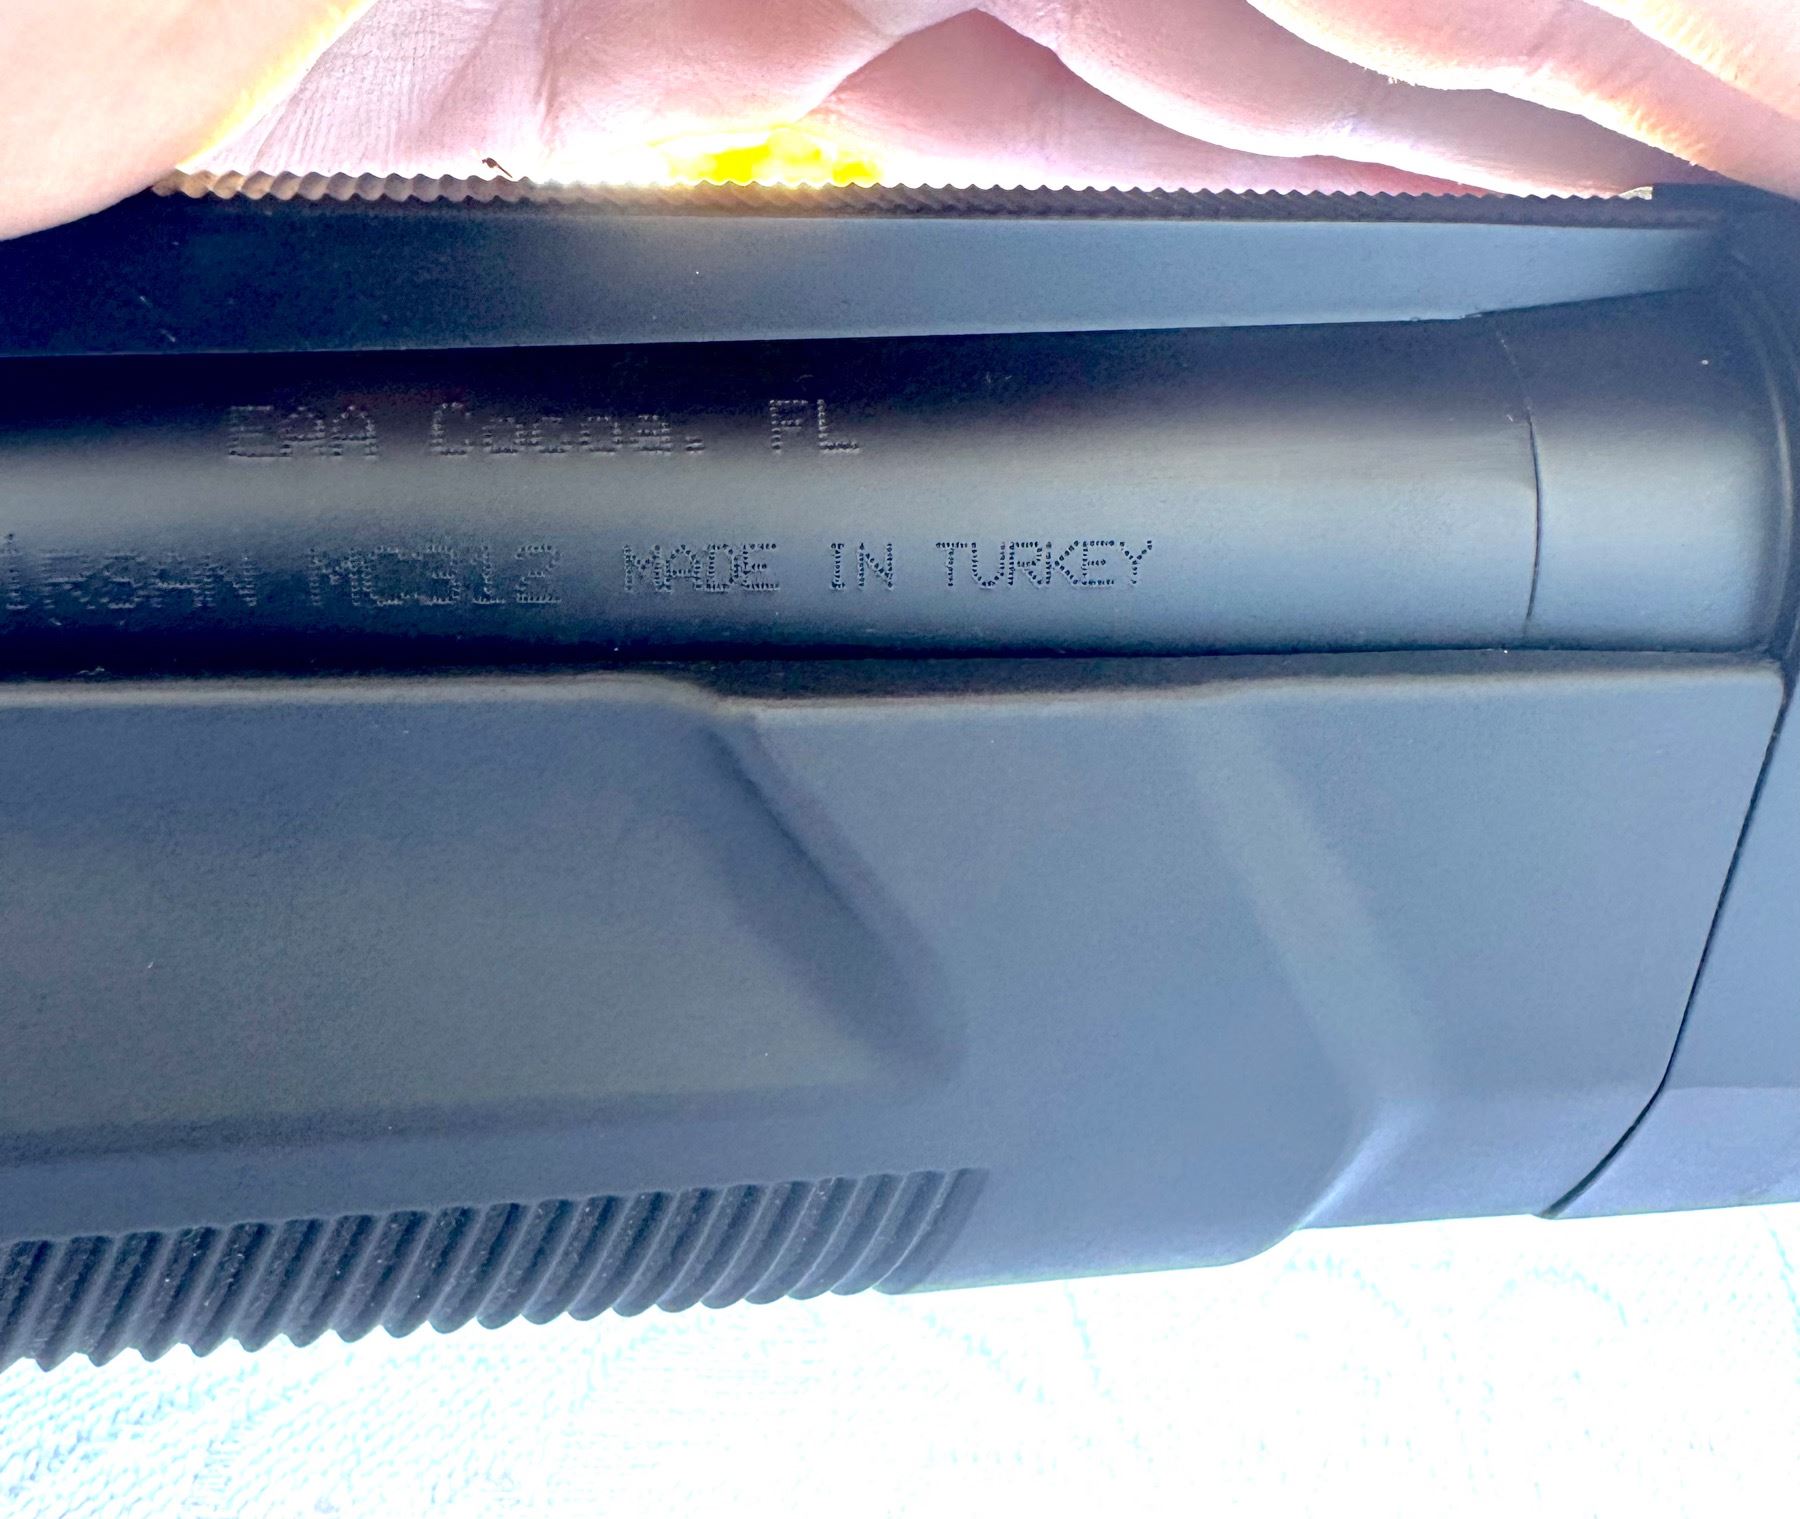 EAA Cocoa, FL
MC312 MADE IN TURKEY